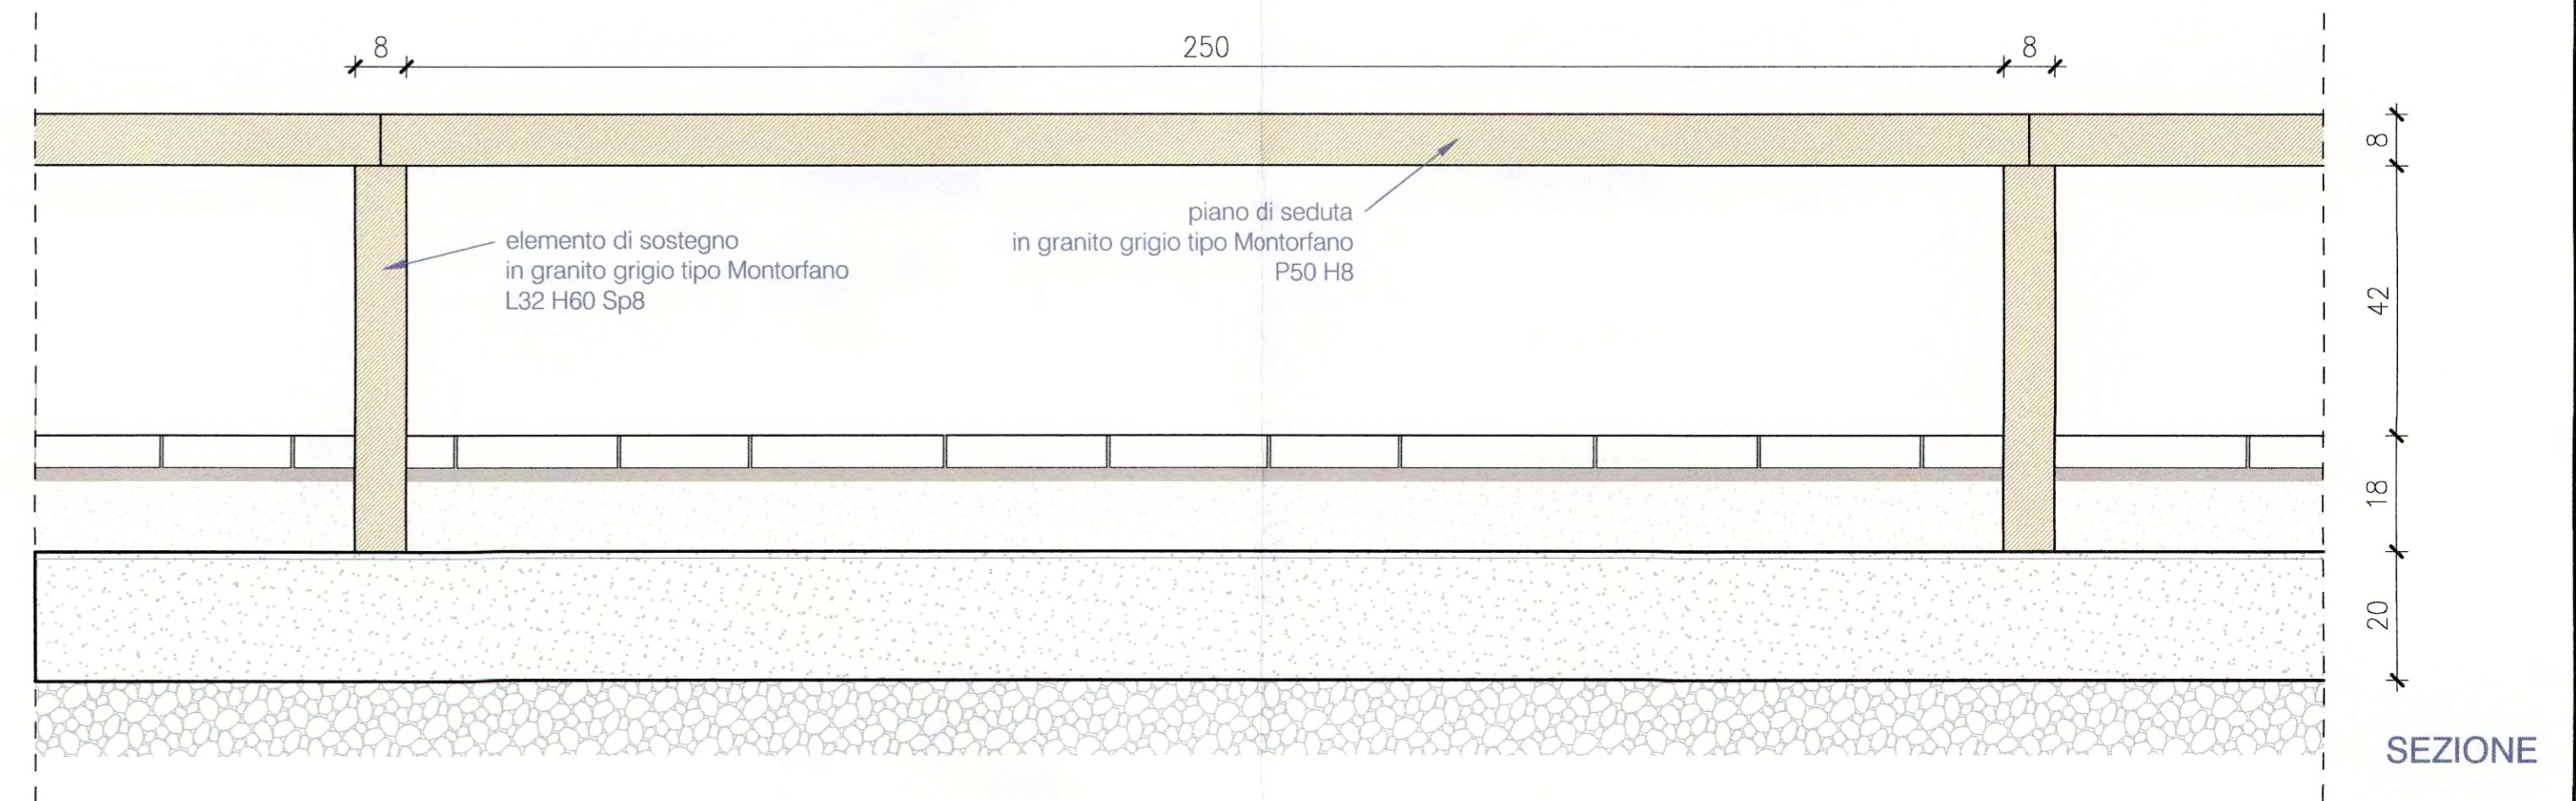 8
250
8
8
piano di seduta
in granito grigio tipo Montorfano
P50 H8
elemento di sostegno
in granito grigio tipo Montorfano
L32 H60 Sp8
42
18
20
SEZIONE